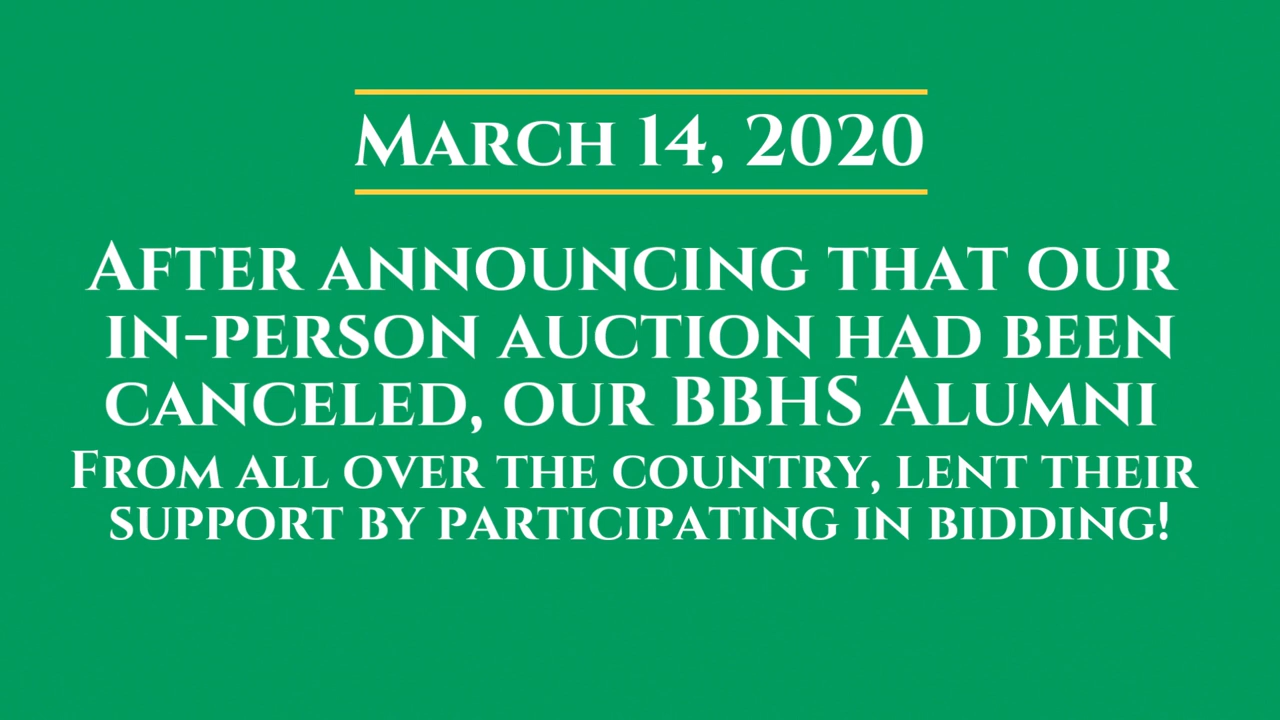 March 14, 2020
After announcing that our
in-person auction had been
canceled, our BBHS Alumni
From all over the country, lent their
support by participating in bidding!